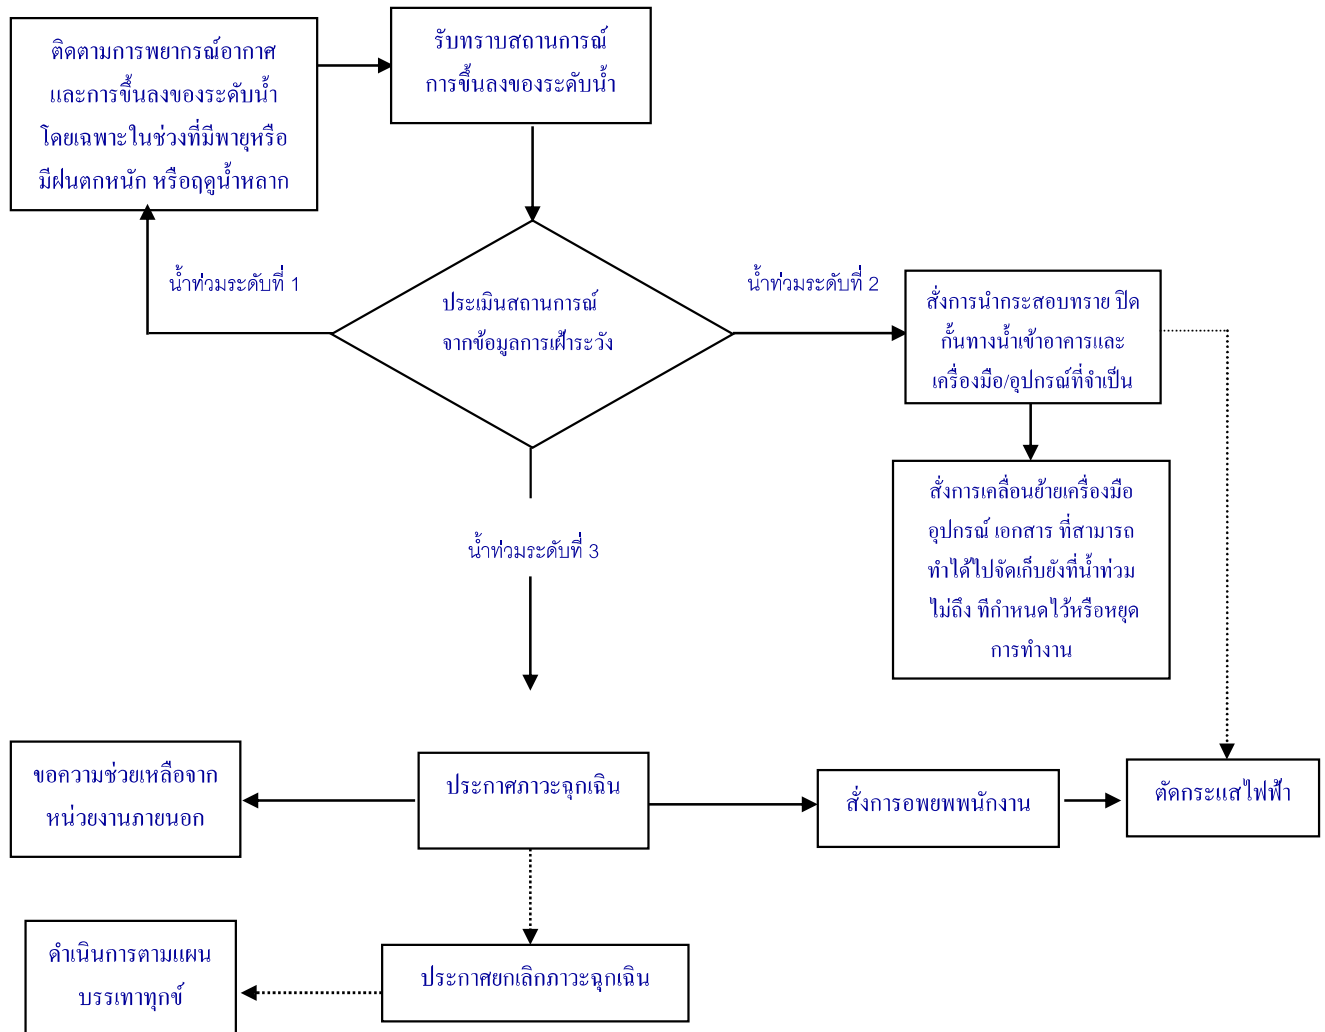 ติดตามการพยากรณ์อากาศ
และการขึ้นลงของระดับน้ำ
โดยเฉพาะในช่วงที่มีพายุหรือ
มีฝนตกหนัก หรือฤดูน้ำหลาก
รับทราบสถานการณ์
การขึ้นลงของระดับน้ำ
น้ำท่วมระดับที่ 1
ประเมินสถานการณ์
จากข้อมูลการเฝ้าระวัง
น้ำท่วมระดับที่ 2
สั่งการนำกระสอบทราย ปิด
กั้นทางน้ำเข้าอาคารและ
เครื่องมือ/อุปกรณ์ที่จำเป็น
สั่งการเคลื่อนย้ายเครื่องมือ
อุปกรณ์ เอกสาร ที่สามารถ
ทำได้ไปจัดเก็บยังที่น้ำท่วม
ไม่ถึง ทีกำหนดไว้หรือหยุด
การทำงาน
น้ำท่วมระดับที่ 3
ขอความช่วยเหลือจาก
หน่วยงานภายนอก
ประกาศภาวะฉุกเฉิน
สั่งการอพยพพนักงาน
ตัดกระแสไฟฟ้า
ดำเนินการตามแผน
บรรเทาทุกข์
ประกาศยกเลิกภาวะฉุกเฉิน